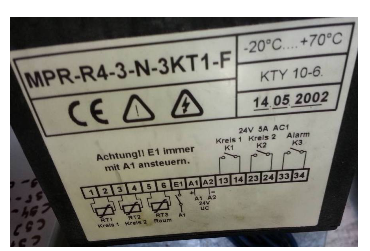 MPR-R4-3-N-3KT1-F
-20°C....+70°C
KTY 10-6.
CE
14 05 2002
24V 5A AC1
Kreis 1 Kreis 2 Alarm
K1 K2 K3
Achtung!! E1 immer
mit A1 ansteuern.
1 2 3 4 5 6 E1 A1 A2 13 14 23 24 33 34
RT1 RT2 RT3
Kreis 1 Kreis 2 Raum
A1
+ -
A1 A2
24V
UC